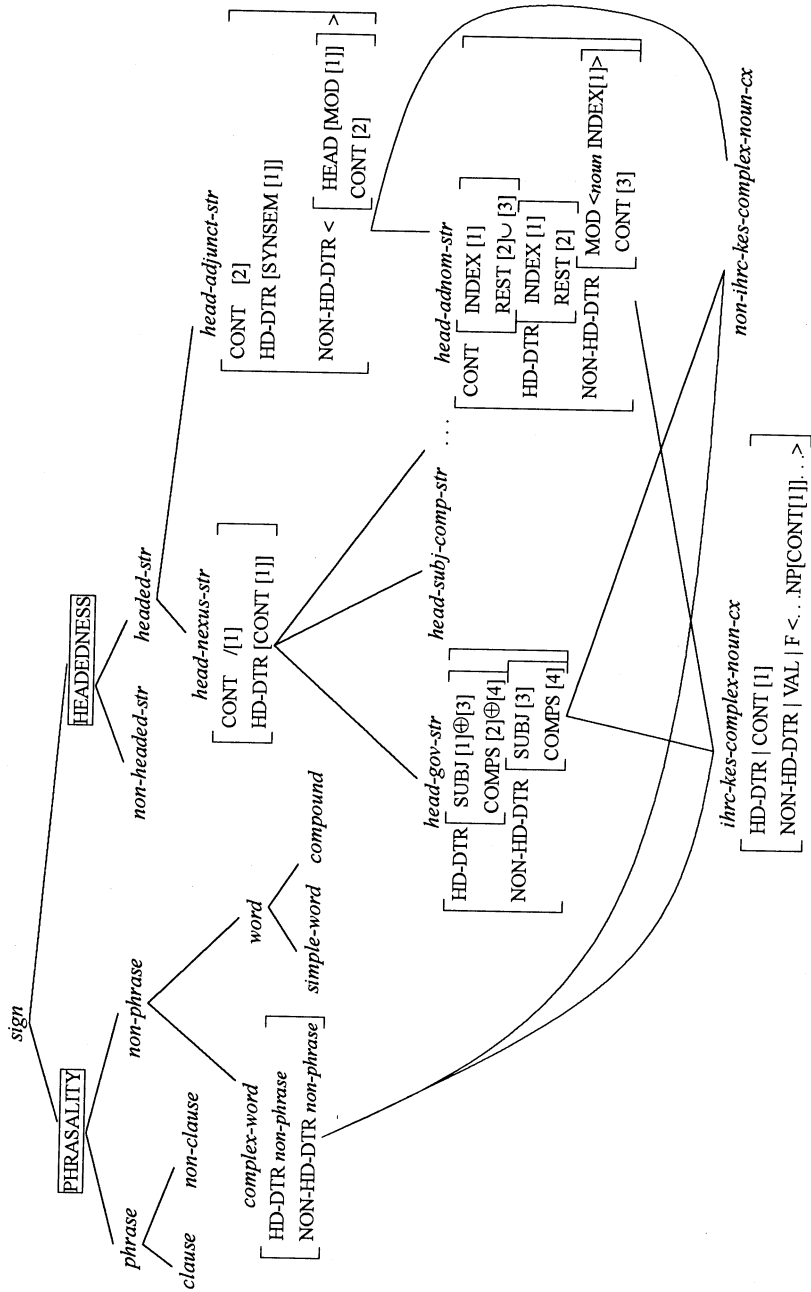 sign
PHRASALITY
HEADEDNESS
phrase
non-phrase
non-headed-str
headed-str
clause
non-clause
complex-word
HD-DTR non-phrase
NON-HD-DTR non-phrase
word
simple-word
compound
head-nexus-str
CONT /[1]
HD-DTR [CONT [1]]
head-adjunct-str
CONT [2]
HD-DTR [SYNSEM [1]]
NON-HD-DTR < [HEAD [MOD [1]]
CONT [2]] >
head-gov-str
HD-DTR [SUBJ [1]⊕[3]
COMPS [2]⊕[4]]
NON-HD-DTR [SUBJ [3]
COMPS [4]]
head-subj-comp-str
...
head-adnom-str
CONT [INDEX [1]
REST [2]∪ [3]]
HD-DTR [INDEX [1]
REST [2]]
NON-HD-DTR [MOD <noun INDEX[1]>
CONT [3]]
ihrc-kes-complex-noun-cx
HD-DTR | CONT [1]
NON-HD-DTR | VAL | F <. . .NP[CONT[1]]. . .>
non-ihrc-kes-complex-noun-cx